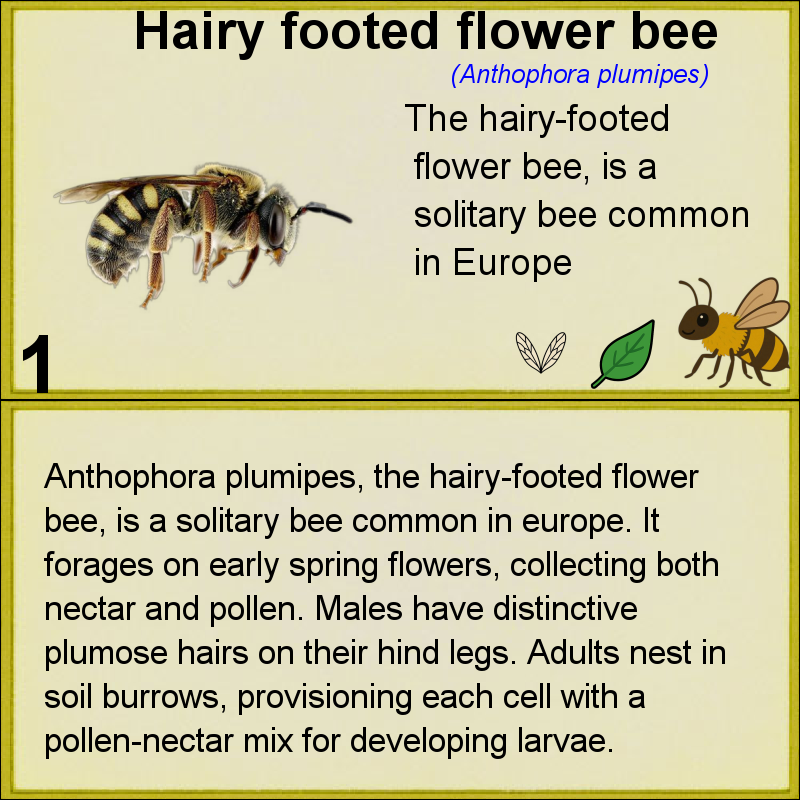 Hairy footed flower bee
(Anthophora plumipes)
The hairy-footed
flower bee, is a
solitary bee common
in Europe
1
Anthophora plumipes, the hairy-footed flower
bee, is a solitary bee common in europe. It
forages on early spring flowers, collecting both
nectar and pollen. Males have distinctive
plumose hairs on their hind legs. Adults nest in
soil burrows, provisioning each cell with a
pollen-nectar mix for developing larvae.